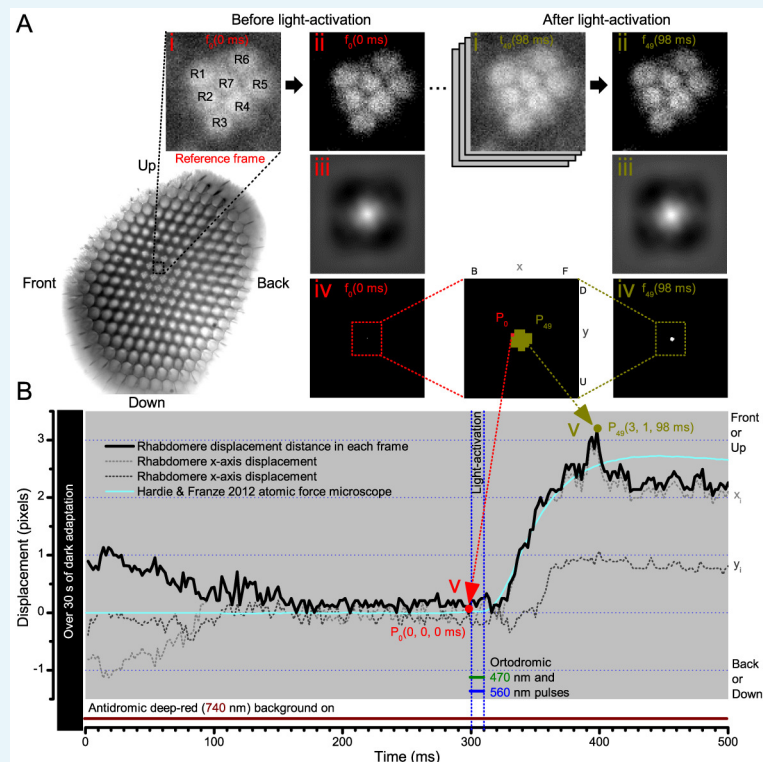 A
Before light-activation
After light-activation
i
f₀(0 ms)
R6
R1
R7
R5
R2
R4
R3
Reference frame
ii
f₀(0 ms)
...
i
f₄₉(98 ms)
ii
f₄₉(98 ms)
iii
iii
Up
Front
Back
Down
iv
f₀(0 ms)
B
x
F
D
P₀
P₄₉
y
U
iv
f₄₉(98 ms)
B
Over 30 s of dark adaptation
Displacement (pixels)
3
2
1
0
-1
Rhabdomere displacement distance in each frame
Rhabdomere x-axis displacement
Rhabdomere x-axis displacement
Hardie & Franze 2012 atomic force microscope
Light-activation
V
P₄₉(3, 1, 98 ms)
Front
or
Up
xᵢ
yᵢ
V
P₀(0, 0, 0 ms)
Ortodromic
470 nm and
560 nm pulses
Back
or
Down
Antidromic deep-red (740 nm) background on
0
100
200
300
400
500
Time (ms)